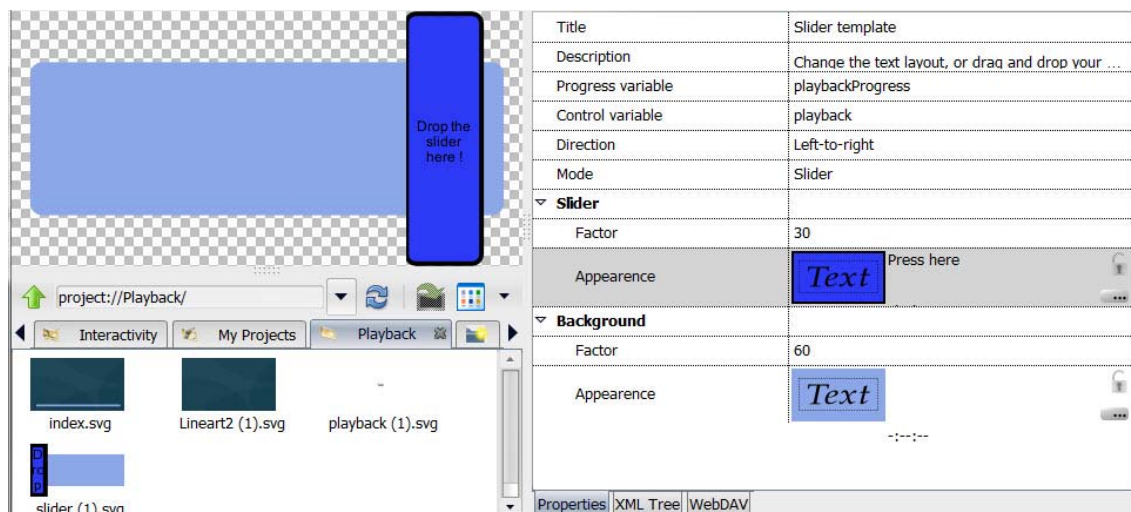 Drop the
slider
here !
project://Playback/
Interactivity
My Projects
Playback
index.svg
Lineart2 (1).svg
playback (1).svg
Drop
slider (1).svg
Title
Slider template
Description
Change the text layout, or drag and drop your ...
Progress variable
playbackProgress
Control variable
playback
Direction
Left-to-right
Mode
Slider
Slider
Factor
30
Appearence
Text
Press here
Background
Factor
60
Appearence
Text
-:--:--
Properties
XML Tree
WebDAV